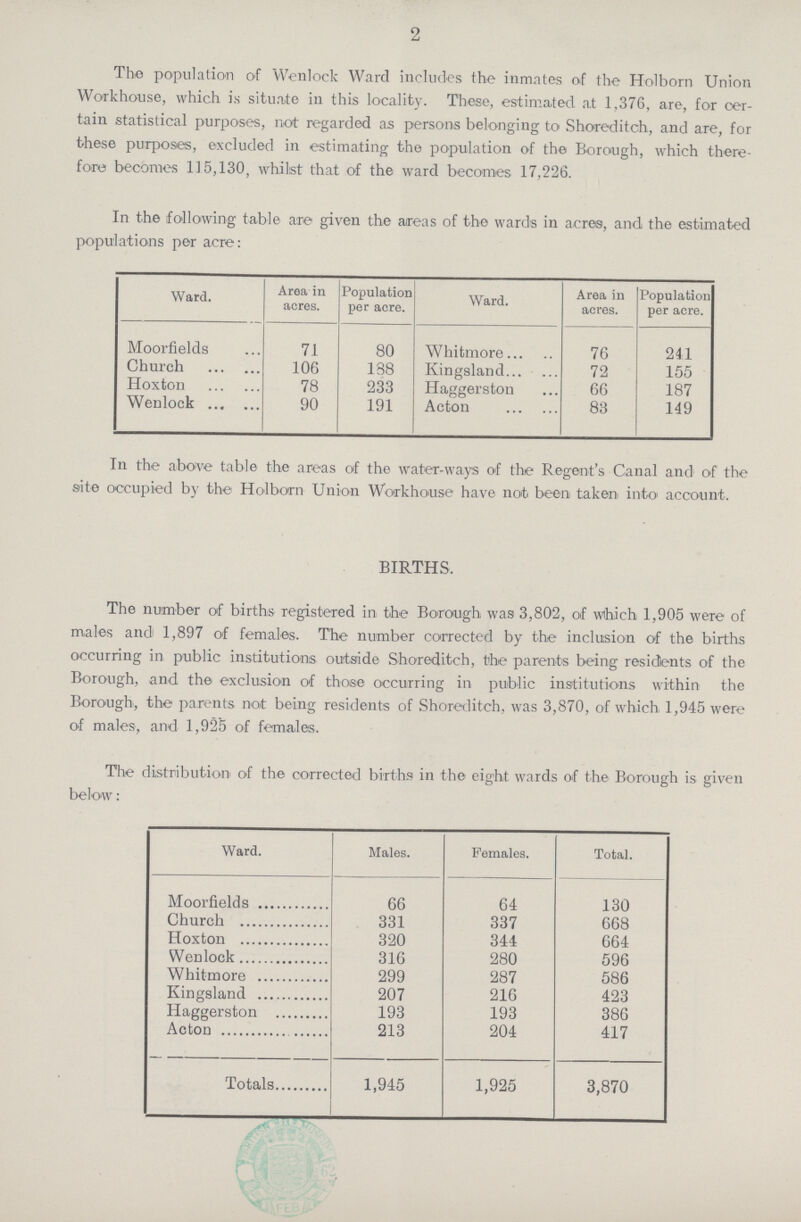 2
The population of Wenlock Ward includes the inmates of the Holborn Union
Workhouse, which is situate in this locality. These, estimated at 1,376, are, for cer-
tain statistical purposes, not regarded as persons belonging to Shoreditch, and are, for
these purposes, excluded in estimating the population of the Borough, which there-
fore becomes 115,130, whilst that of the ward becomes 17,226.
In the following table are given the areas of the wards in acres, and the estimated
populations per acre:
Ward. Area in acres. Population per acre. Ward. Area in acres. Population per acre.
Moorfields ... 71 80 Whitmore... .. 76 241
Church ... ... 106 188 Kingsland... ... 72 155
Hoxton ... ... 78 233 Haggerston ... 66 187
Wenlock ... ... 90 191 Acton ... ... 83 149
In the above table the areas of the water-ways of the Regent's Canal and of the
site occupied by the Holborn Union Workhouse have not been taken into account.
BIRTHS.
The number of births registered in the Borough was 3,802, of which 1,905 were of
males and 1,897 of females. The number corrected by the inclusion of the births
occurring in public institutions outside Shoreditch, the parents being residents of the
Borough, and the exclusion of those occurring in public institutions within the
Borough, the parents not being residents of Shoreditch, was 3,870, of which 1,945 were
of males, and 1,925 of females.
The distribution of the corrected births in the eight wards of the Borough is given
below:
Ward. Males. Females. Total.
Moorfields ............ 66 64 130
Church ............... 331 337 668
Hoxton ............... 320 344 664
Wenlock............... 316 280 596
Whitmore ............ 299 287 586
Kingsland ............ 207 216 423
Haggerston ......... 193 193 386
Acton .................. 213 204 417
Totals......... 1,945 1,925 3,870
62
FEB